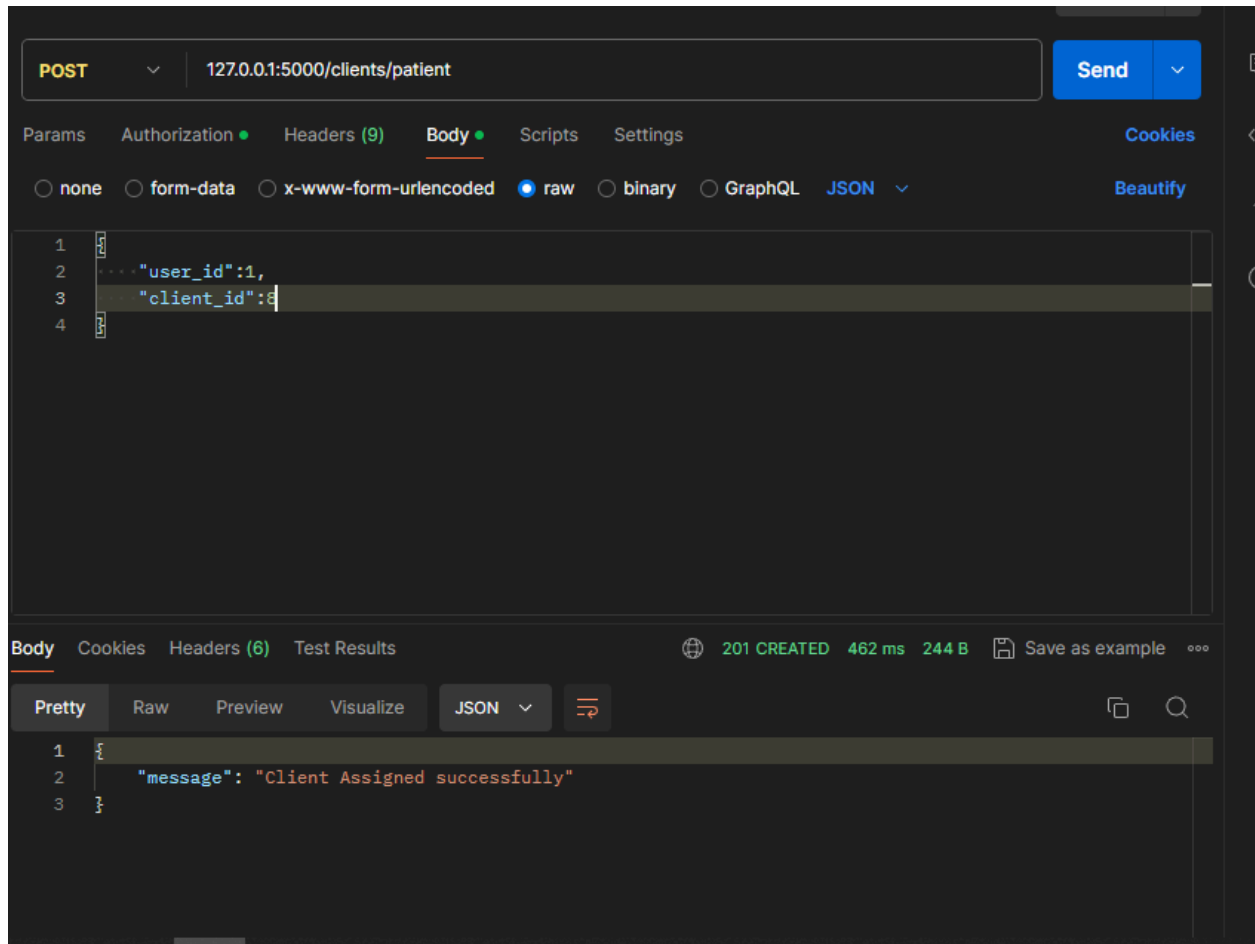 POST 127.0.0.1:5000/clients/patient Send
Params Authorization Headers (9) Body Scripts Settings Cookies
none form-data x-www-form-urlencoded raw binary GraphQL JSON Beautify
1 {
2 "user_id":1,
3 "client_id":8
4 }
Body Cookies Headers (6) Test Results 201 CREATED 462 ms 244 B Save as example
Pretty Raw Preview Visualize JSON
1 {
2 "message": "Client Assigned successfully"
3 }